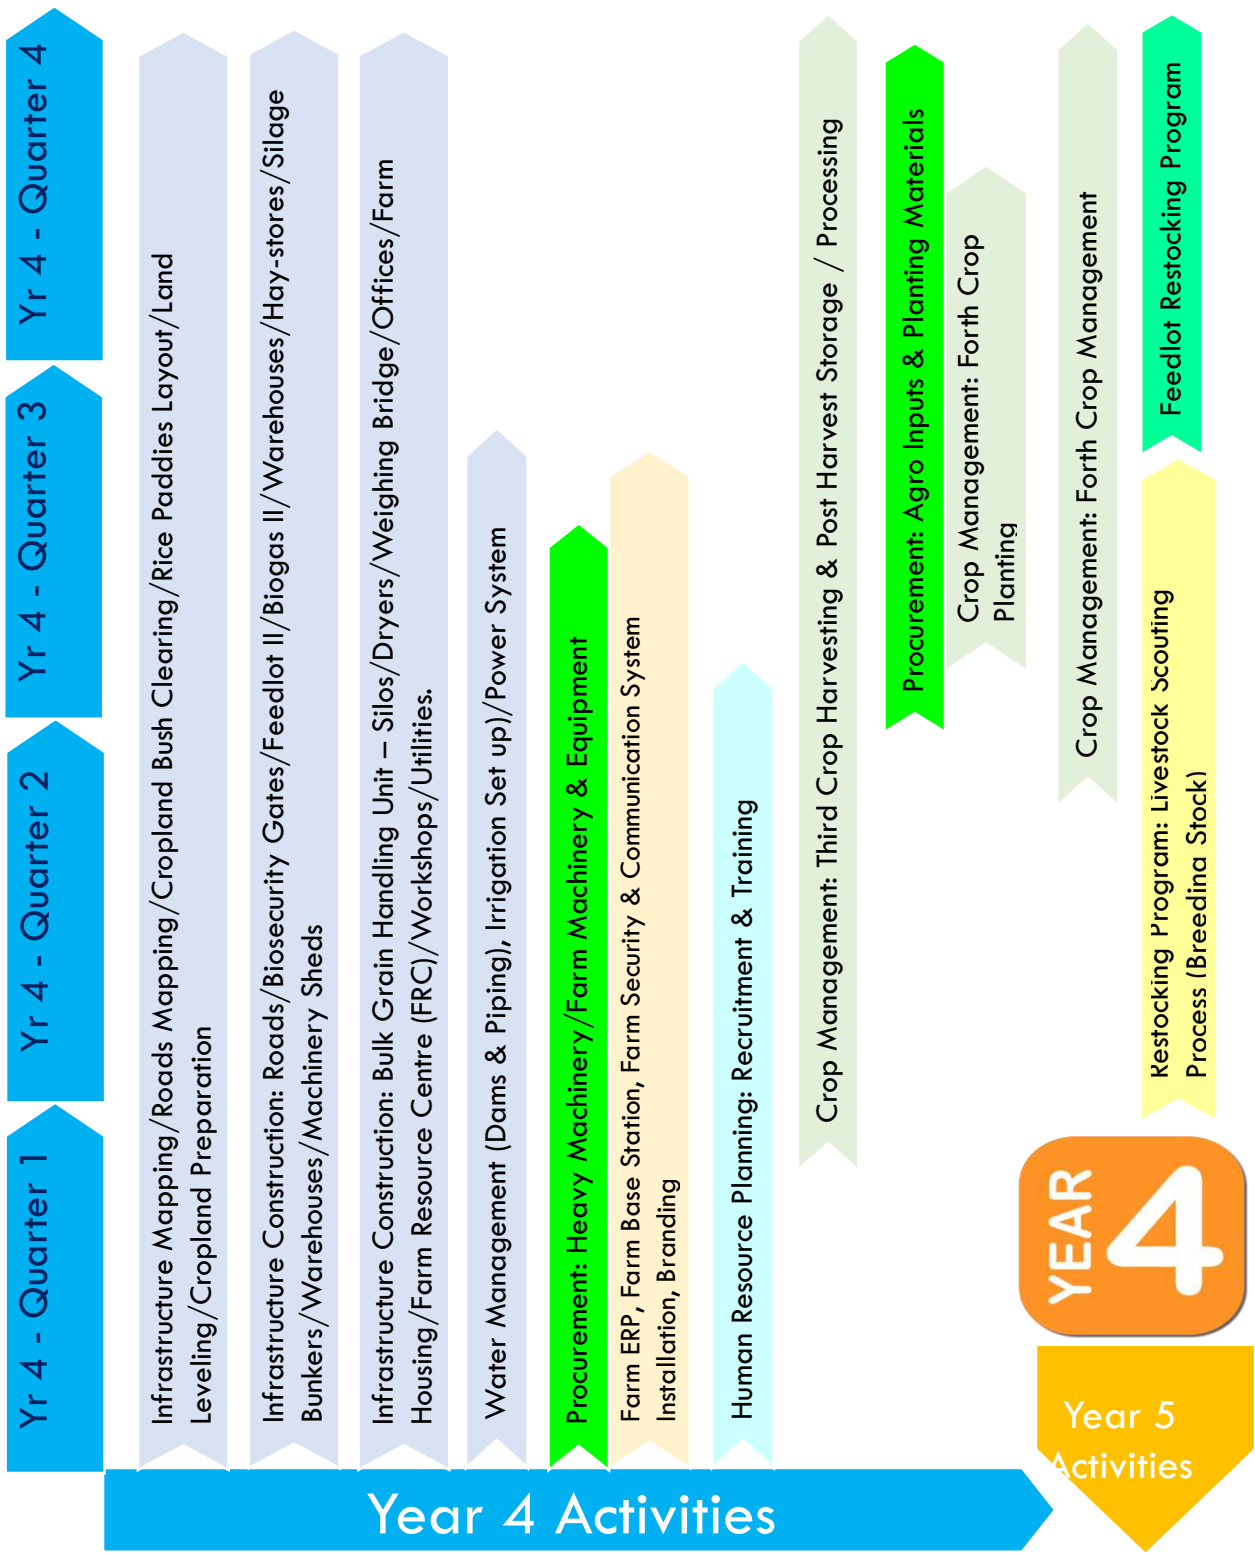 Yr 4 - Quarter 1
Yr 4 - Quarter 2
Yr 4 - Quarter 3
Yr 4 - Quarter 4
Infrastructure Mapping/Roads Mapping/Cropland Bush Clearing/Rice Paddies Layout/Land
Leveling/Cropland Preparation
Infrastructure Construction: Roads/Biosecurity Gates/Feedlot II/Biogas II/Warehouses/Hay-stores/Silage
Bunkers/Warehouses/Machinery Sheds
Infrastructure Construction: Bulk Grain Handling Unit – Silos/Dryers/Weighing Bridge/Offices/Farm
Housing/Farm Resource Centre (FRC)/Workshops/Utilities.
Water Management (Dams & Piping), Irrigation Set up)/Power System
Procurement: Heavy Machinery/Farm Machinery & Equipment
Farm ERP, Farm Base Station, Farm Security & Communication System
Installation, Branding
Human Resource Planning: Recruitment & Training
Crop Management: Third Crop Harvesting & Post Harvest Storage / Processing
Procurement: Agro Inputs & Planting Materials
Crop Management: Forth Crop
Planting
Crop Management: Forth Crop Management
Restocking Program: Livestock Scouting
Process (Breeding Stock)
Feedlot Restocking Program
YEAR
4
Year 4 Activities
Year 5
Activities